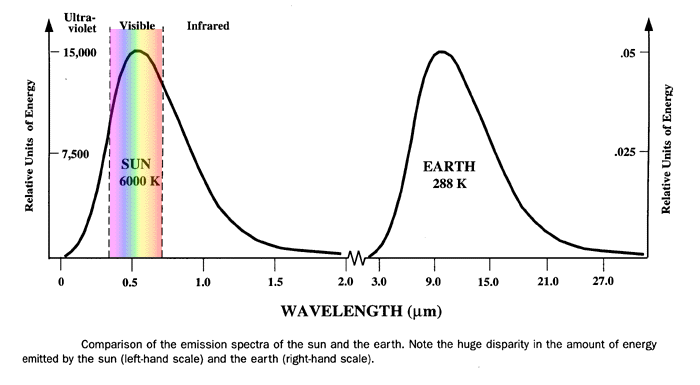 Ultra-
violet
Visible
Infrared
15,000
7,500
Relative Units of Energy
SUN
6000 K
EARTH
288 K
.05
.025
Relative Units of Energy
0 0.5 1.0 1.5 2.0 3.0 9.0 15.0 21.0 27.0
WAVELENGTH (μm)
Comparison of the emission spectra of the sun and the earth. Note the huge disparity in the amount of energy
emitted by the sun (left-hand scale) and the earth (right-hand scale).